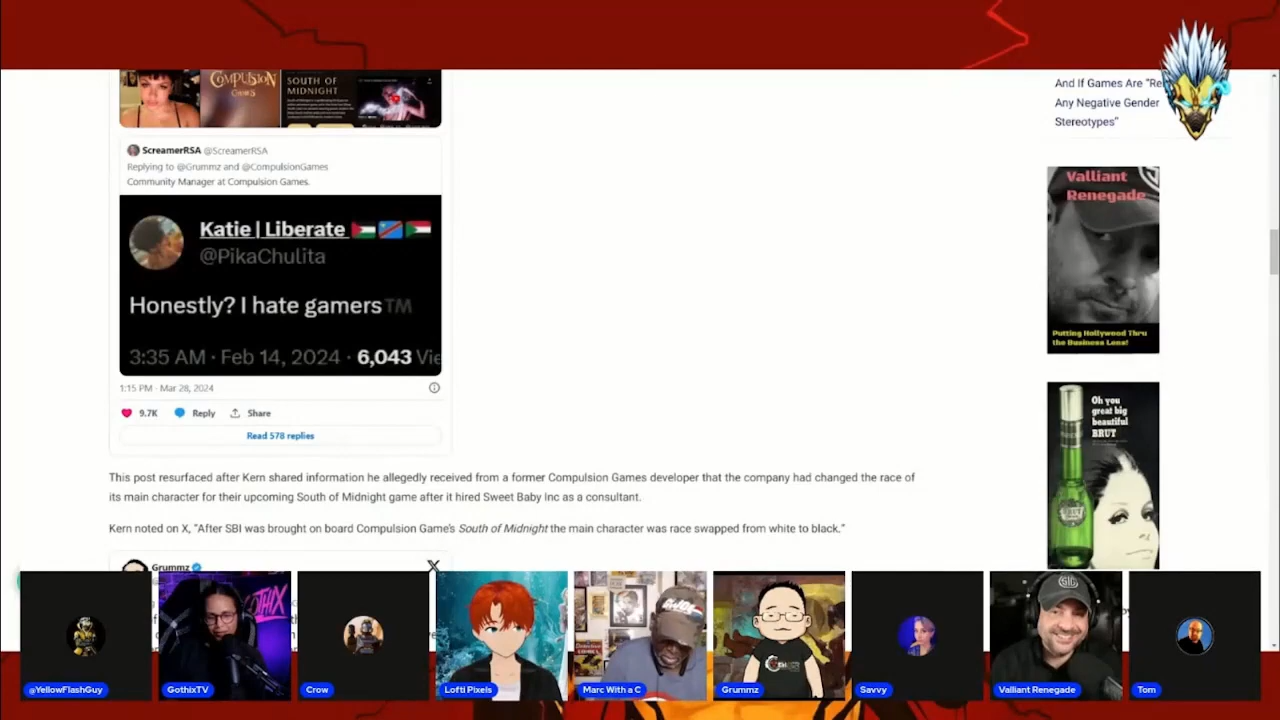 COMPULSION
GAMES
SOUTH OF
MIDNIGHT
And If Games Are "Re
Any Negative Gender
Stereotypes"
ScreamerRSA @ScreamerRSA
Replying to @Grummz and @CompulsionGames
Community Manager at Compulsion Games.
Katie | Liberate 🇵🇸🇨🇩🇸🇩
@PikaChulita
Honestly? I hate gamers™
3:35 AM · Feb 14, 2024 · 6,043 Vie
1:15 PM · Mar 28, 2024
9.7K Reply Share
Read 578 replies
Valliant
Renegade
Putting Hollywood Thru
the Business Lens!
Oh you
great big
beautiful
BRUT
This post resurfaced after Kern shared information he allegedly received from a former Compulsion Games developer that the company had changed the race of
its main character for their upcoming South of Midnight game after it hired Sweet Baby Inc as a consultant.
Kern noted on X, "After SBI was brought on board Compulsion Game's South of Midnight the main character was race swapped from white to black."
Grummz
GOTHIX
@YellowFlashGuy
GothixTV
Crow
Lofti Pixels
Marc With a C
Grummz
Savvy
Valliant Renegade
Tom